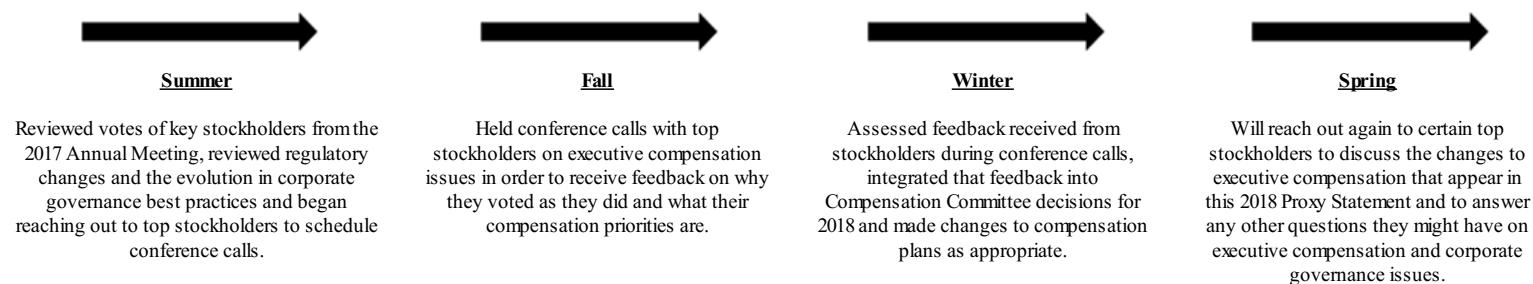 Summer
Reviewed votes of key stockholders from the
2017 Annual Meeting, reviewed regulatory
changes and the evolution in corporate
governance best practices and began
reaching out to top stockholders to schedule
conference calls.
Fall
Held conference calls with top
stockholders on executive compensation
issues in order to receive feedback on why
they voted as they did and what their
compensation priorities are.
Winter
Assessed feedback received from
stockholders during conference calls,
integrated that feedback into
Compensation Committee decisions for
2018 and made changes to compensation
plans as appropriate.
Spring
Will reach out again to certain top
stockholders to discuss the changes to
executive compensation that appear in
this 2018 Proxy Statement and to answer
any other questions they might have on
executive compensation and corporate
governance issues.